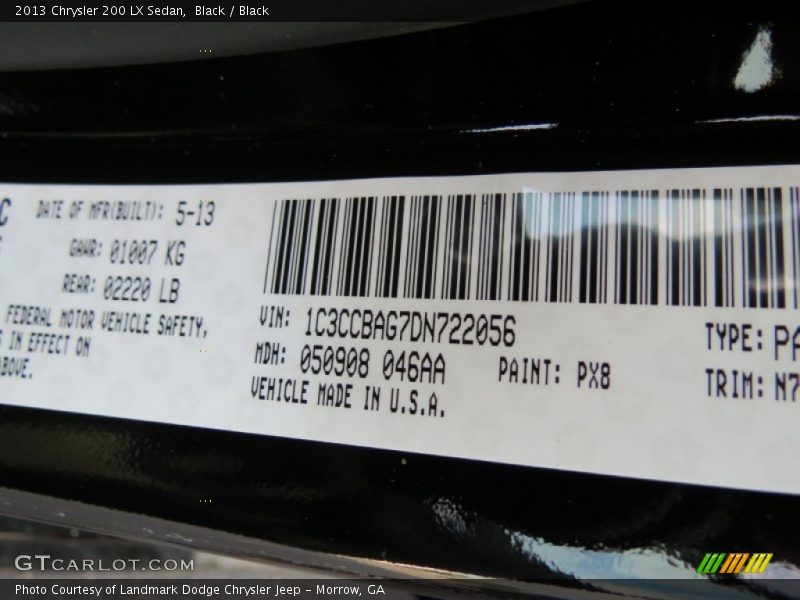 2013 Chrysler 200 LX Sedan, Black / Black
C DATE OF MFR(BUILT): 5-13
GAWR: 01007 KG
REAR: 02220 LB
FEDERAL MOTOR VEHICLE SAFETY,
IN EFFECT ON
ABOVE.
VIN: 1C3CCBAG7DN722056
MDH: 050908 046AA
VEHICLE MADE IN U.S.A.
PAINT: PX8
TYPE: PA
TRIM: N7
GTCARLOT.COM
Photo Courtesy of Landmark Dodge Chrysler Jeep - Morrow, GA